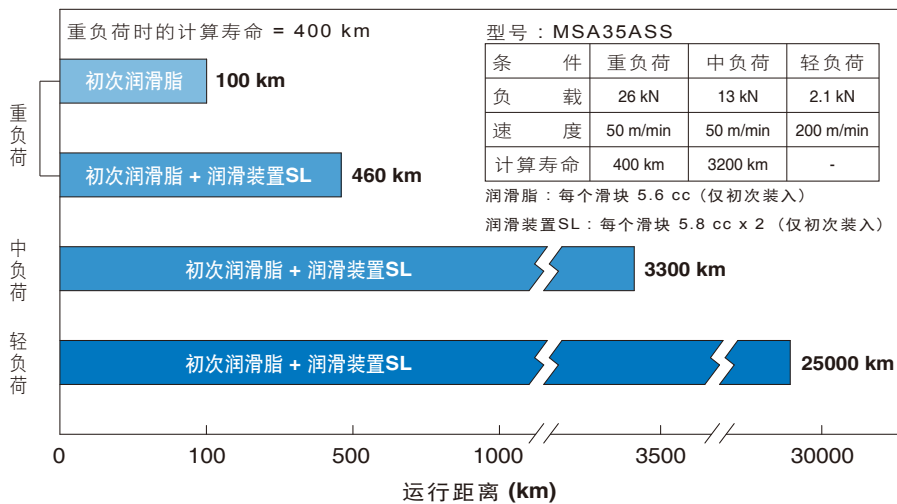 重负荷时的计算寿命 = 400 km
型号：MSA35ASS
条 件 重负荷 中负荷 轻负荷
负 载 26 kN 13 kN 2.1 kN
速 度 50 m/min 50 m/min 200 m/min
计算寿命 400 km 3200 km -
润滑脂：每个滑块 5.6 cc（仅初次装入）
润滑装置SL：每个滑块 5.8 cc x 2 （仅初次装入）
重负荷
初次润滑脂 100 km
初次润滑脂 + 润滑装置SL 460 km
中负荷
初次润滑脂 + 润滑装置SL 3300 km
轻负荷
初次润滑脂 + 润滑装置SL 25000 km
0 100 500 1000 3500 30000
运行距离 (km)